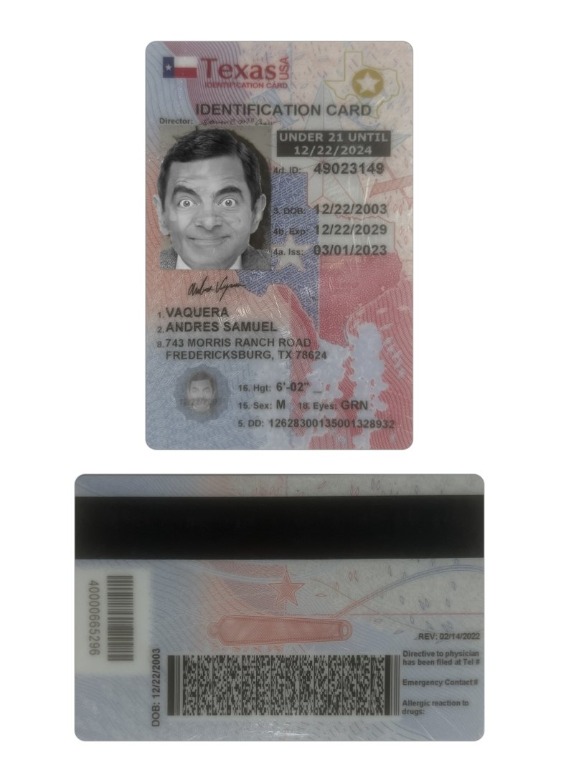 Texas USA
IDENTIFICATION CARD
IDENTIFICATION CARD
Director:
UNDER 21 UNTIL
12/22/2024
4d. ID: 49023149
3. DOB: 12/22/2003
4b. Exp: 12/22/2029
4a. Iss: 03/01/2023
1. VAQUERA
2. ANDRES SAMUEL
8. 743 MORRIS RANCH ROAD
FREDERICKSBURG, TX 78624
16. Hgt: 6'-02"
15. Sex: M 18. Eyes: GRN
5. DD: 12628300135001328932
40000665296
DOB: 12/22/2003
REV: 02/14/2022
Directive to physician
has been filed at Tel #
Emergency Contact #
Allergic reaction to
drugs: